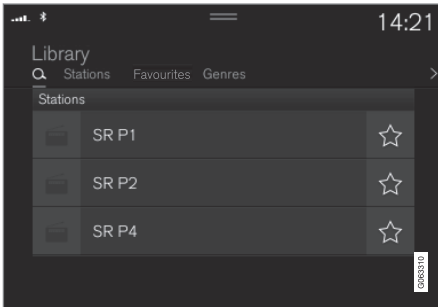 14:21
Library
Stations Favourites Genres
Stations
SR P1
SR P2
SR P4
G063310